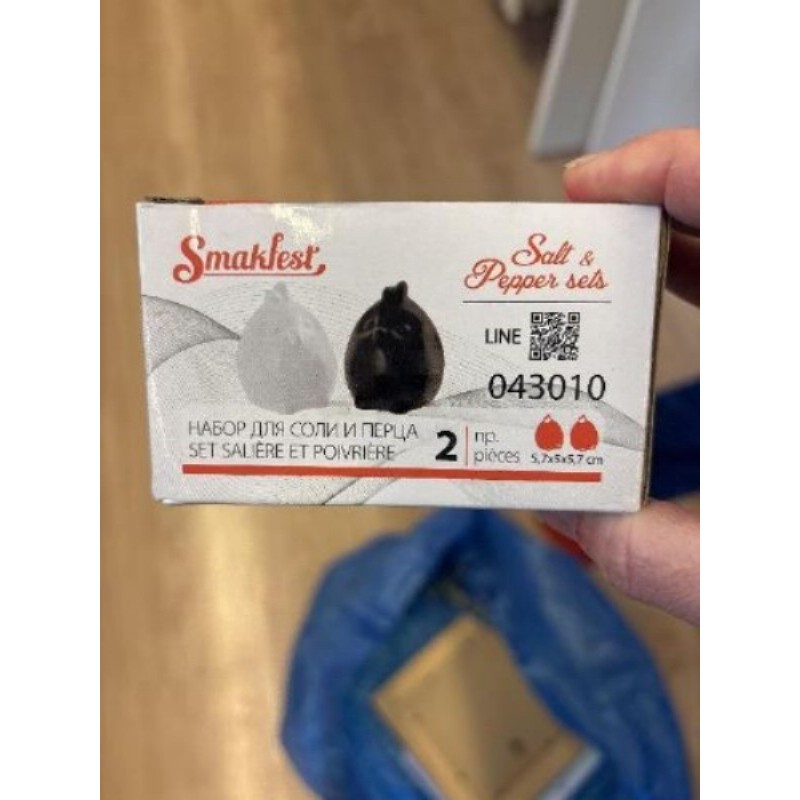 Smakfest
Salt &
Pepper sets
LINE
043010
НАБОР ДЛЯ СОЛИ И ПЕРЦА
SET SALIÈRE ET POIVRIÈRE
2
пр.
pièces
5,7x5x5,7 cm